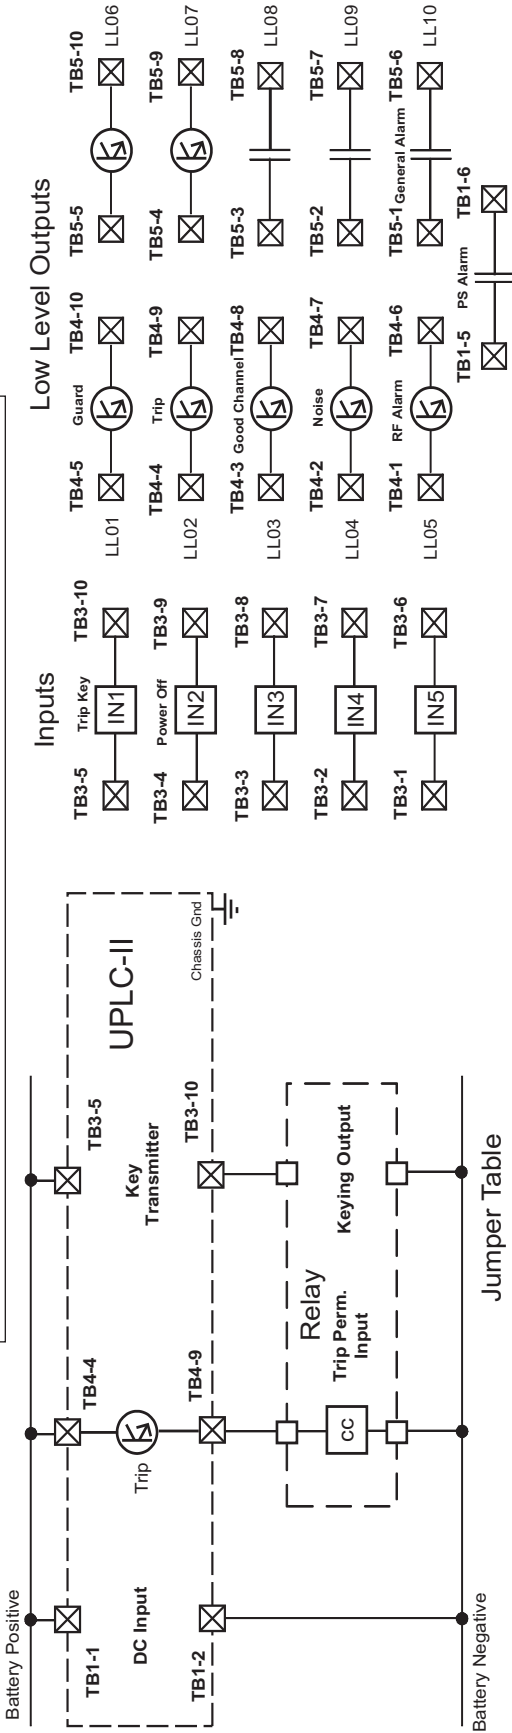 Battery Positive
TB1-1
DC Input
TB1-2
Battery Negative
TB4-4
Trip
TB4-9
UPLC-II
TB3-5
Key
Transmitter
TB3-10
Chassis Gnd
Relay
Trip Perm.
Input
CC
Keying Output
Jumper Table
Inputs
TB3-5
Trip Key
IN1
TB3-10
TB3-4
Power Off
IN2
TB3-9
TB3-3
IN3
TB3-8
TB3-2
IN4
TB3-7
TB3-1
IN5
TB3-6
Low Level Outputs
LL01
TB4-5
Guard
TB4-10
TB5-5
TB5-10
LL06
LL02
TB4-4
Trip
TB4-9
TB5-4
TB5-9
LL07
LL03
TB4-3
Good Channel
TB4-8
TB5-3
TB5-8
LL08
LL04
TB4-2
Noise
TB4-7
TB5-2
TB5-7
LL09
LL05
TB4-1
RF Alarm
TB4-6
TB5-1
General Alarm
TB5-6
LL10
TB1-5
PS Alarm
TB1-6